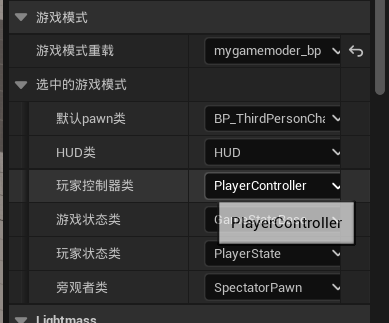 游戏模式
游戏模式重载 mygamemoder_bp
选中的游戏模式
默认pawn类 BP_ThirdPersonCha
HUD类 HUD
玩家控制器类 PlayerController
游戏状态类
PlayerController
玩家状态类 PlayerState
旁观者类 SpectatorPawn
Lightmass